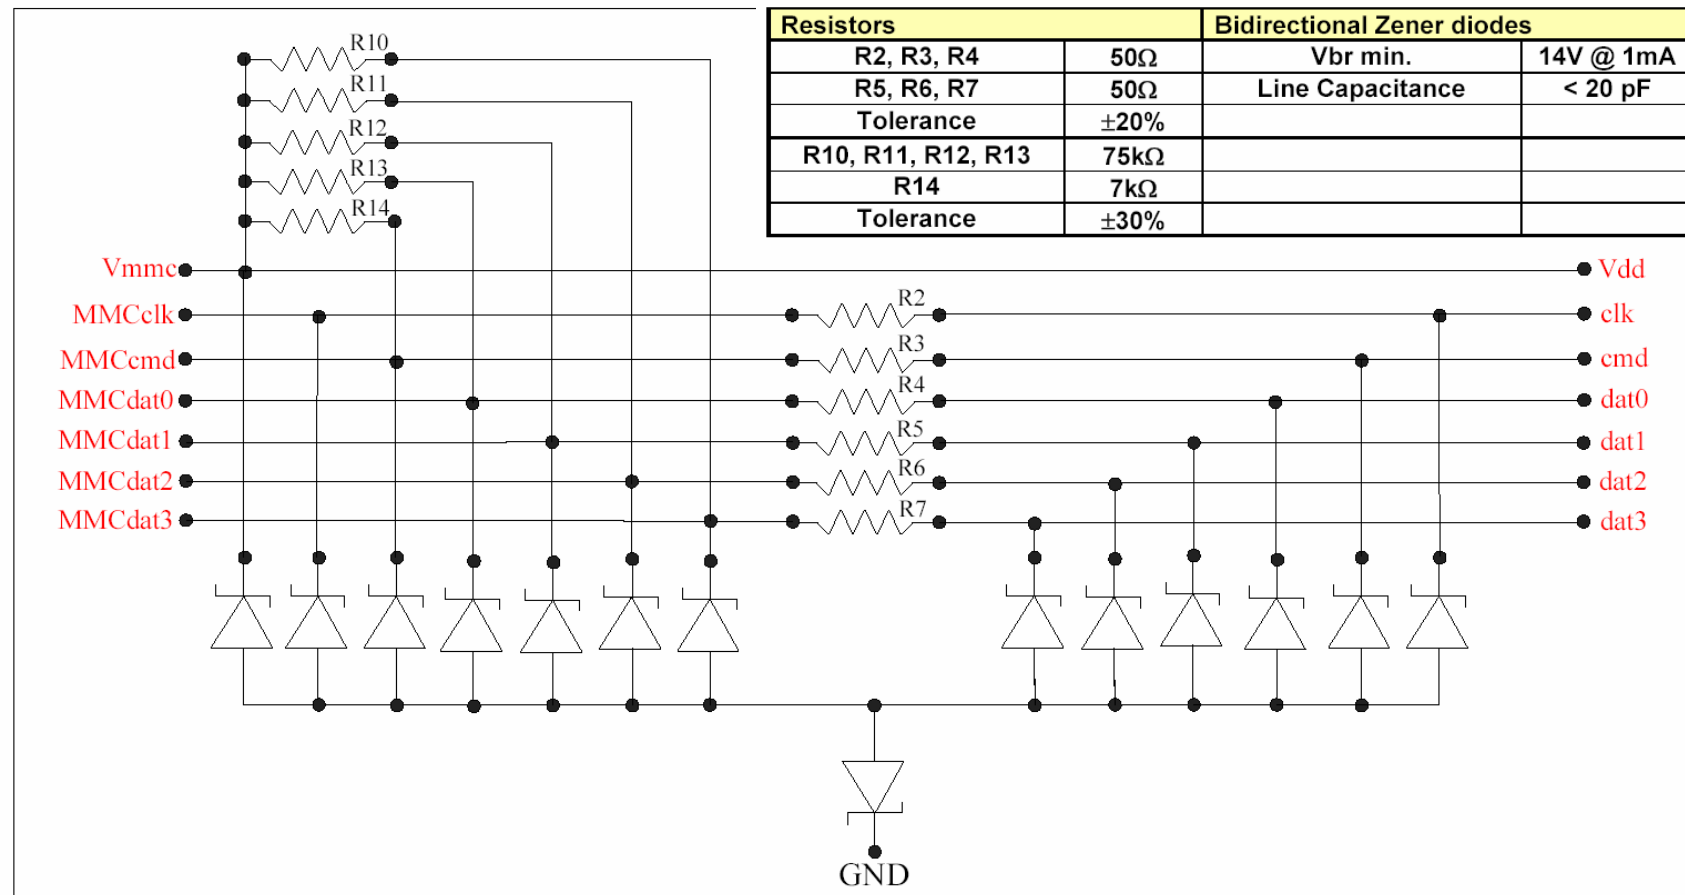 Resistors Bidirectional Zener diodes
R2, R3, R4 50Ω Vbr min. 14V @ 1mA
R5, R6, R7 50Ω Line Capacitance < 20 pF
Tolerance ±20%
R10, R11, R12, R13 75kΩ
R14 7kΩ
Tolerance ±30%
R10
R11
R12
R13
R14
Vmmc Vdd
MMCclk R2 clk
MMCcmd R3 cmd
MMCdat0 R4 dat0
MMCdat1 R5 dat1
MMCdat2 R6 dat2
MMCdat3 R7 dat3
GND